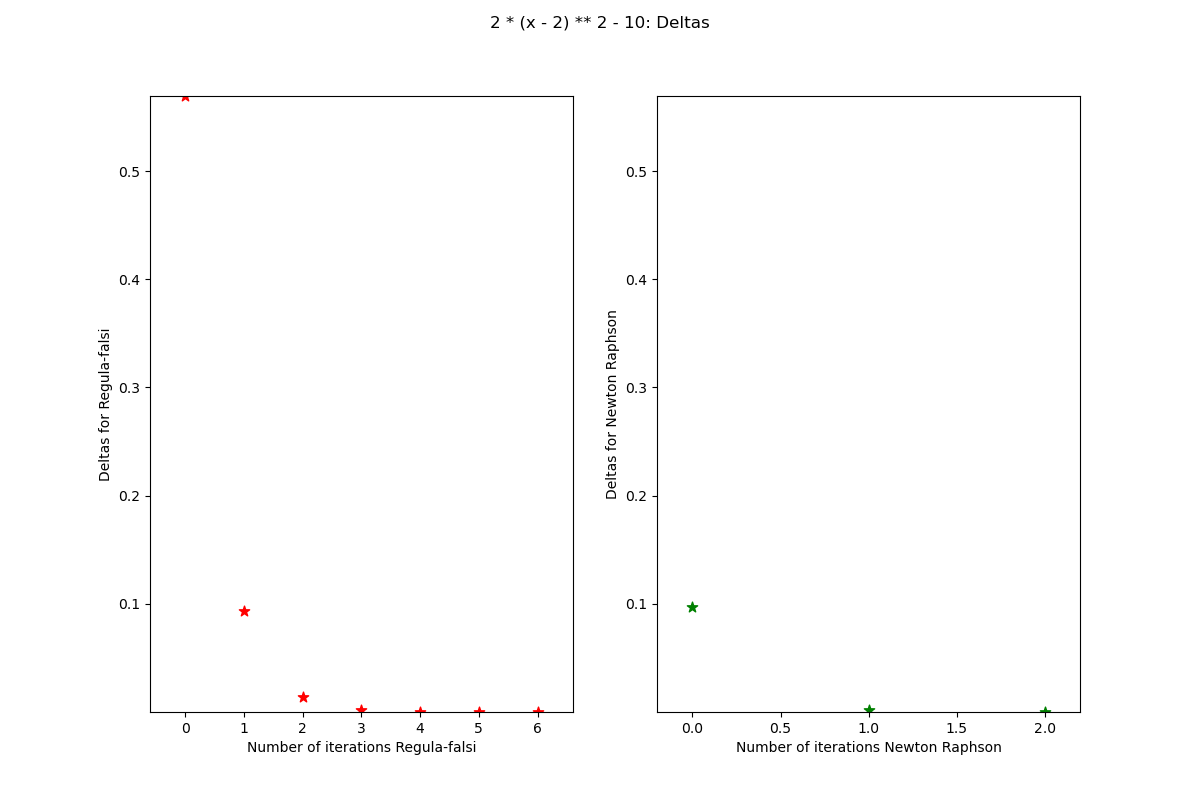 2 * (x - 2) ** 2 - 10: Deltas
Deltas for Regula-falsi
0.5
0.4
0.3
0.2
0.1
0 1 2 3 4 5 6
Number of iterations Regula-falsi
Deltas for Newton Raphson
0.5
0.4
0.3
0.2
0.1
0.0 0.5 1.0 1.5 2.0
Number of iterations Newton Raphson